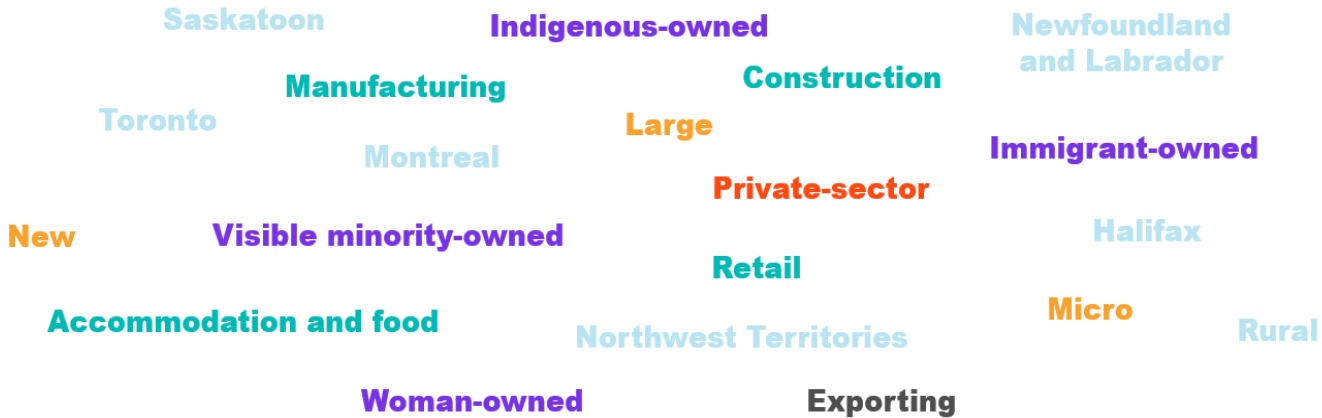 Saskatoon
Indigenous-owned
Newfoundland
and Labrador
Manufacturing
Construction
Toronto
Large
Montreal
Immigrant-owned
Private-sector
New
Visible minority-owned
Halifax
Retail
Accommodation and food
Micro
Northwest Territories
Rural
Woman-owned
Exporting